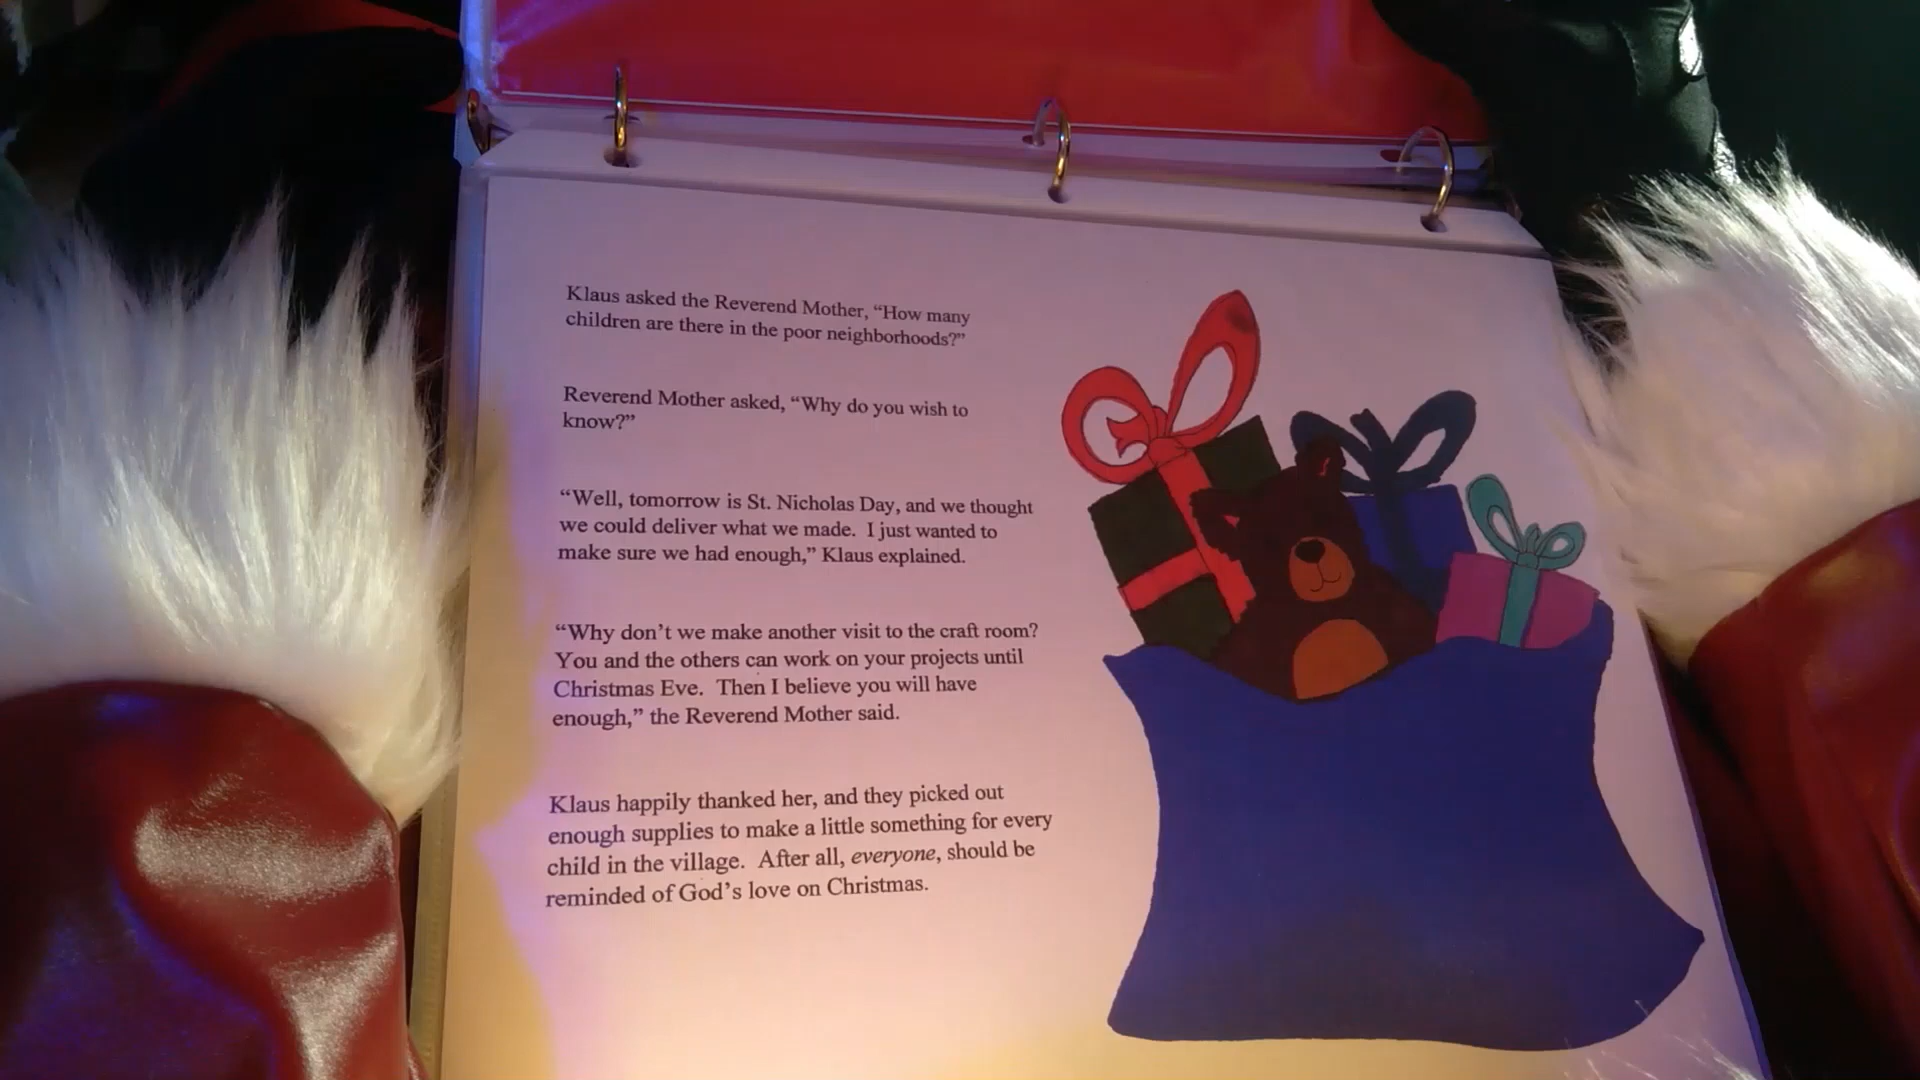 Klaus asked the Reverend Mother, “How many
children are there in the poor neighborhoods?”
Reverend Mother asked, “Why do you wish to
know?”
“Well, tomorrow is St. Nicholas Day, and we thought
we could deliver what we made.  I just wanted to
make sure we had enough,” Klaus explained.
“Why don’t we make another visit to the craft room?
You and the others can work on your projects until
Christmas Eve.  Then I believe you will have
enough,” the Reverend Mother said.
Klaus happily thanked her, and they picked out
enough supplies to make a little something for every
child in the village.  After all, everyone, should be
reminded of God’s love on Christmas.